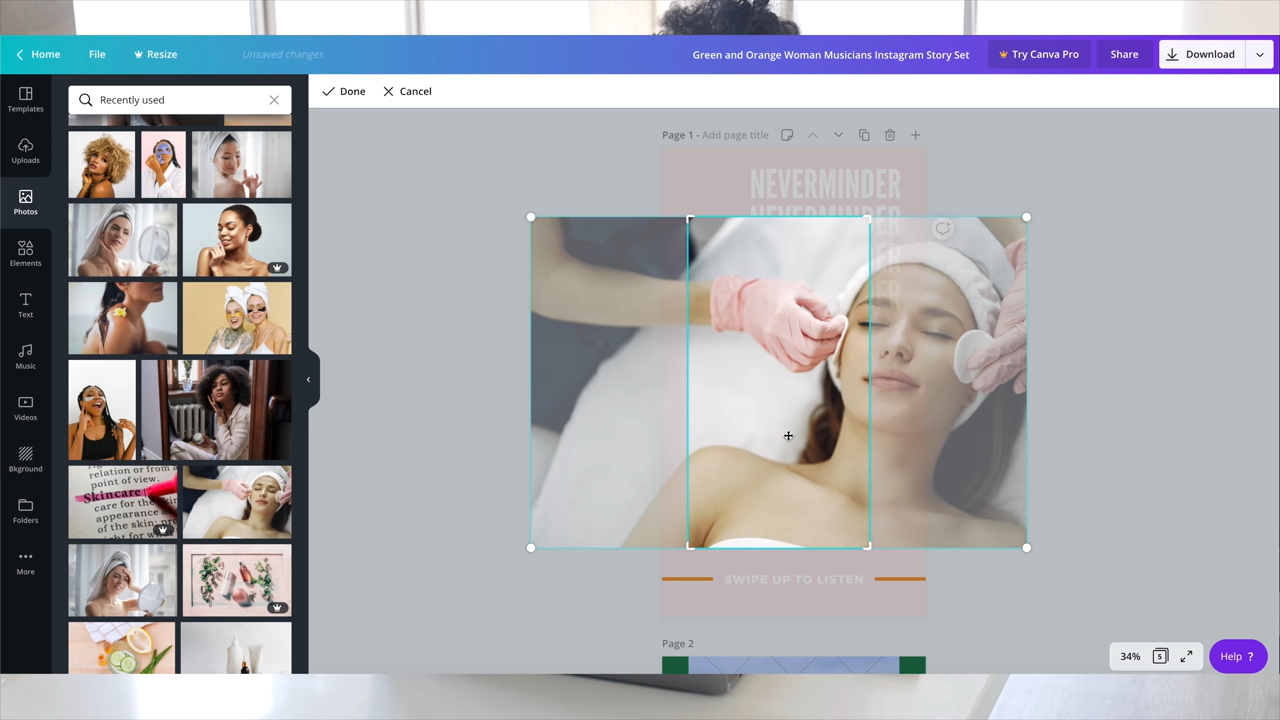 Home File Resize Unsaved changes Green and Orange Woman Musicians Instagram Story Set Try Canva Pro Share Download
Templates
Uploads
Photos
Elements
Text
Music
Videos
Bkground
Folders
More
Recently used
relation or from
point of view.
Skincare
care for the
appearance
of the skin;
Done Cancel
Page 1 - Add page title
NEVERMINDER
NEVERMINDER
ER
SWIPE UP TO LISTEN
Page 2
34% 5 Help ?